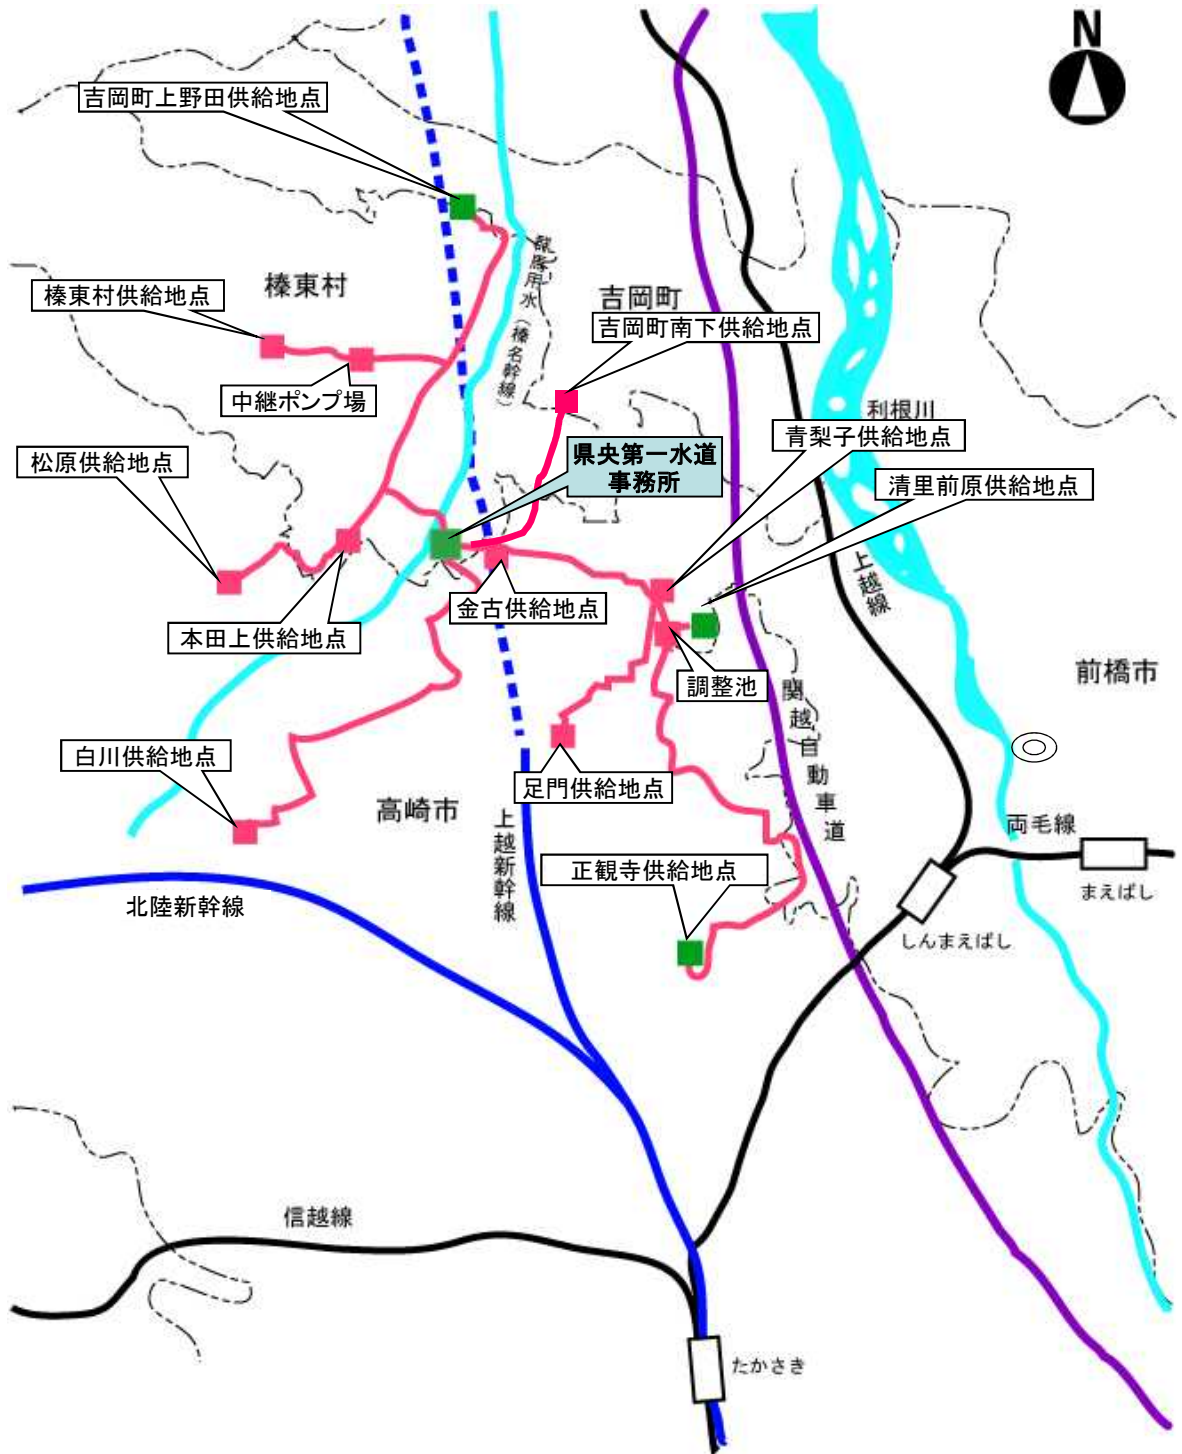 N
吉岡町上野田供給地点
群馬用水（榛名幹線）
榛東村
吉岡町
榛東村供給地点
吉岡町南下供給地点
中継ポンプ場
利根川
青梨子供給地点
松原供給地点
県央第一水道
事務所
清里前原供給地点
上越線
金古供給地点
本田上供給地点
調整池
前橋市
関越自動車道
白川供給地点
足門供給地点
高崎市
上越新幹線
両毛線
正観寺供給地点
まえばし
北陸新幹線
しんまえばし
信越線
たかさき